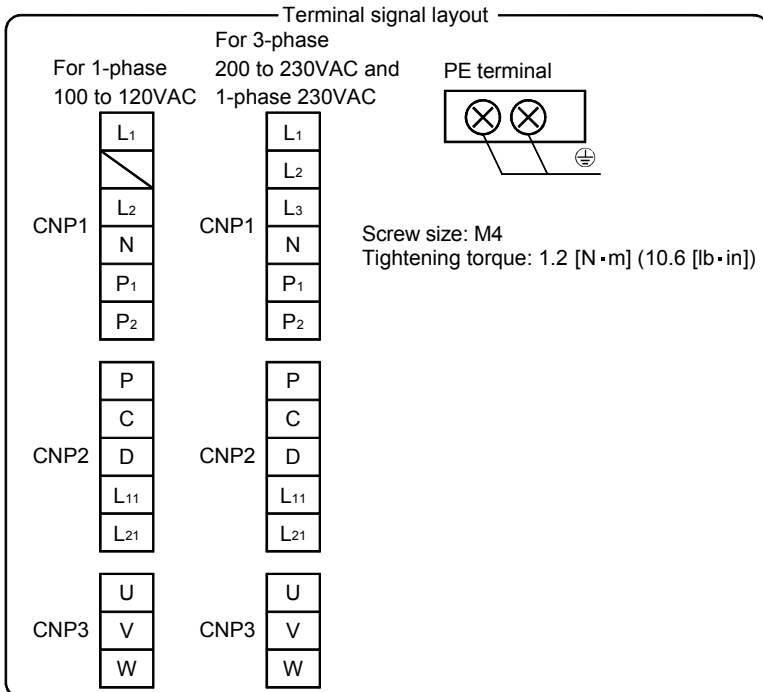 Terminal signal layout
For 1-phase
100 to 120VAC
For 3-phase
200 to 230VAC and
1-phase 230VAC
PE terminal
CNP1
L1
L2
N
P1
P2
CNP1
L1
L2
L3
N
P1
P2
Screw size: M4
Tightening torque: 1.2 [N·m] (10.6 [lb·in])
CNP2
P
C
D
L11
L21
CNP2
P
C
D
L11
L21
CNP3
U
V
W
CNP3
U
V
W